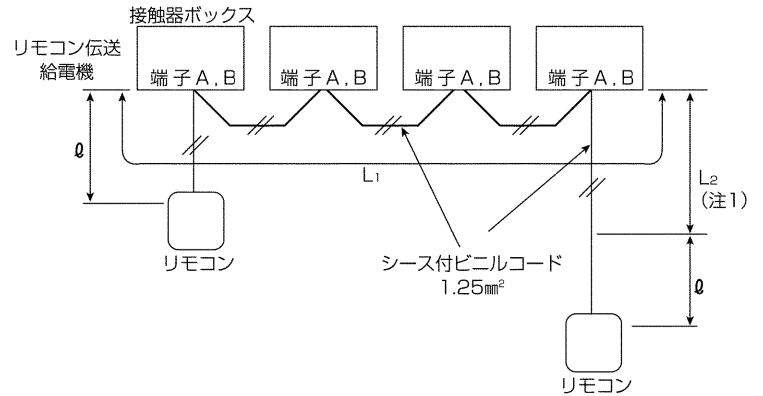 接触器ボックス
リモコン伝送
給電機
端子A,B
端子A,B
端子A,B
端子A,B
ℓ
L1
L2
(注1)
リモコン
シース付ビニルコード
1.25㎟
ℓ
リモコン